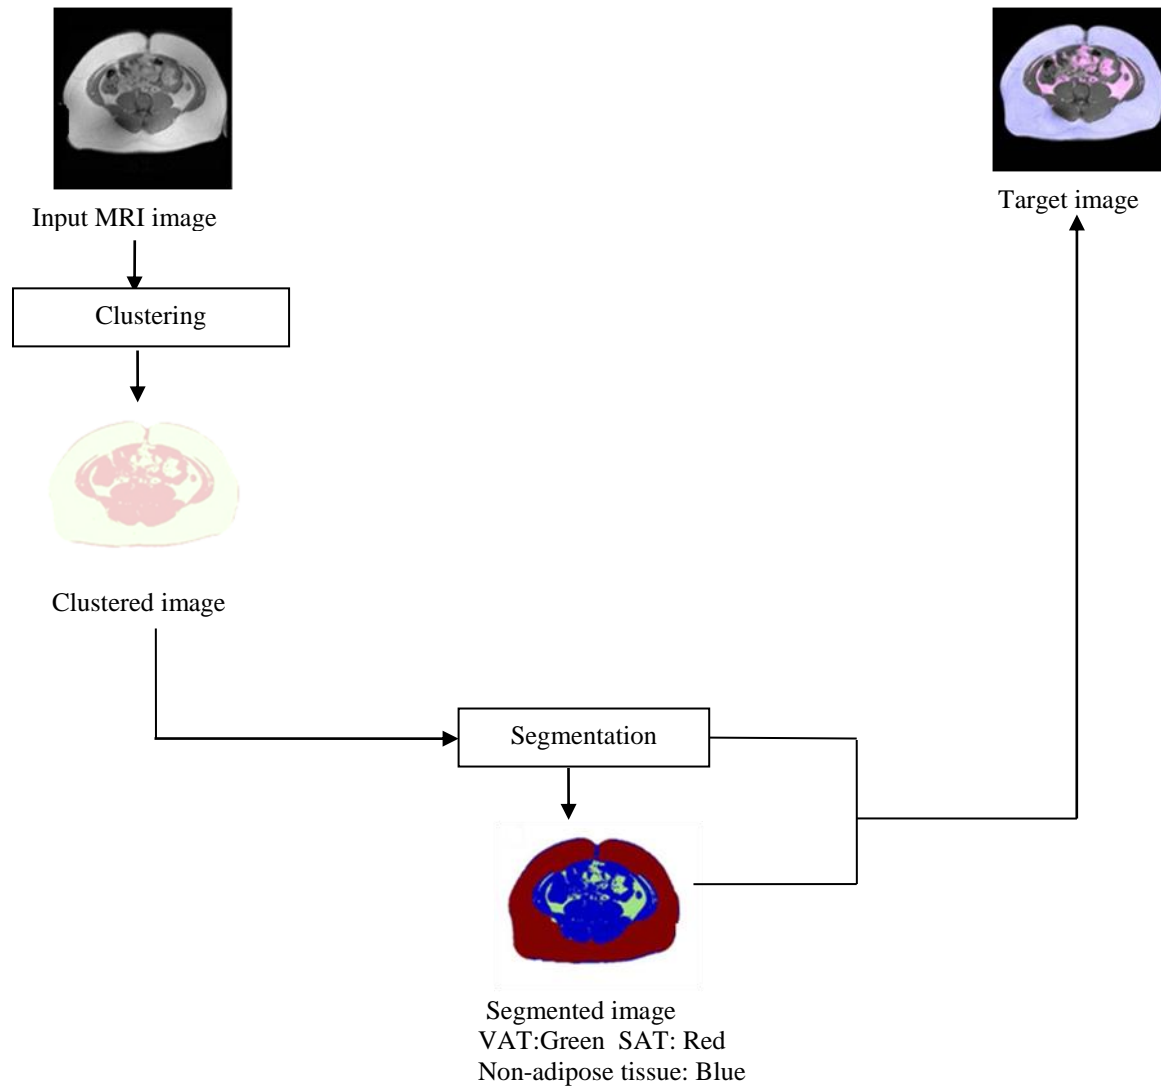 Input MRI image
Target image
Clustering
Clustered image
Segmentation
Segmented image
VAT:Green  SAT: Red
Non-adipose tissue: Blue